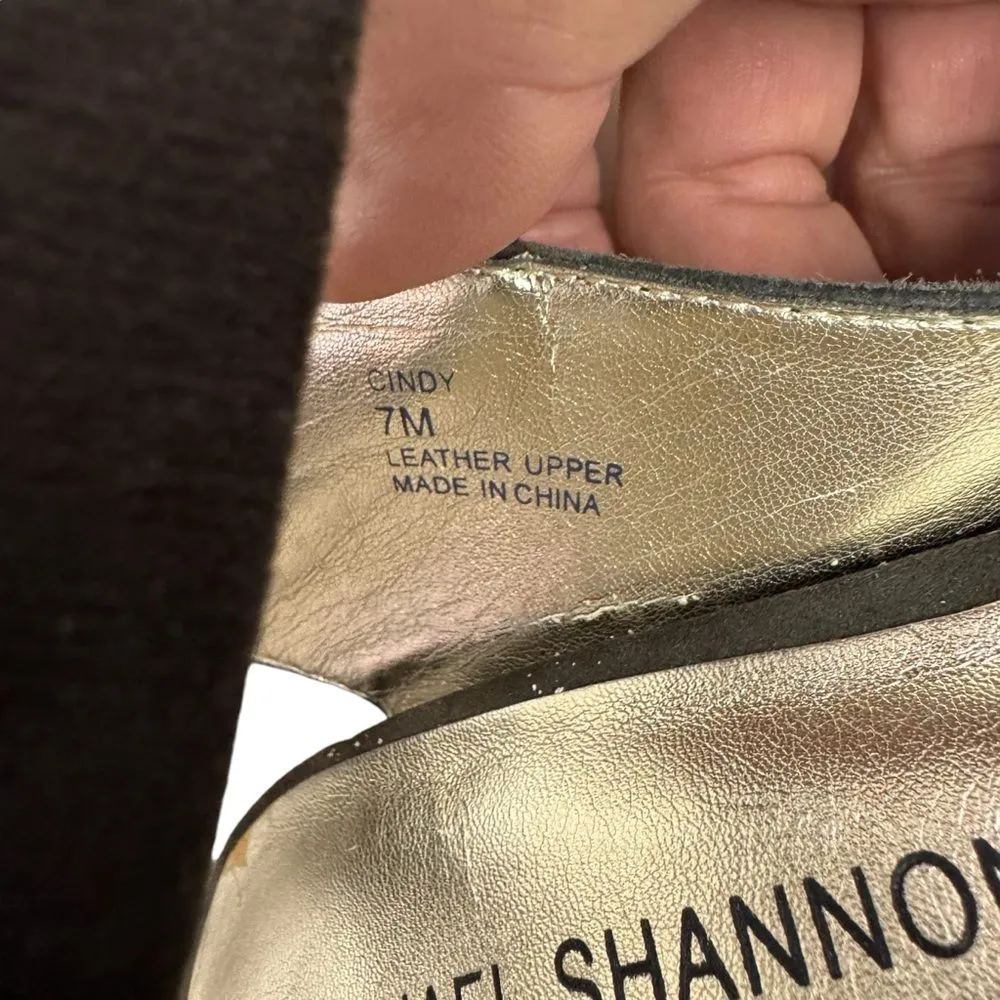 CINDY
7M
LEATHER UPPER
MADE IN CHINA
SHANNON